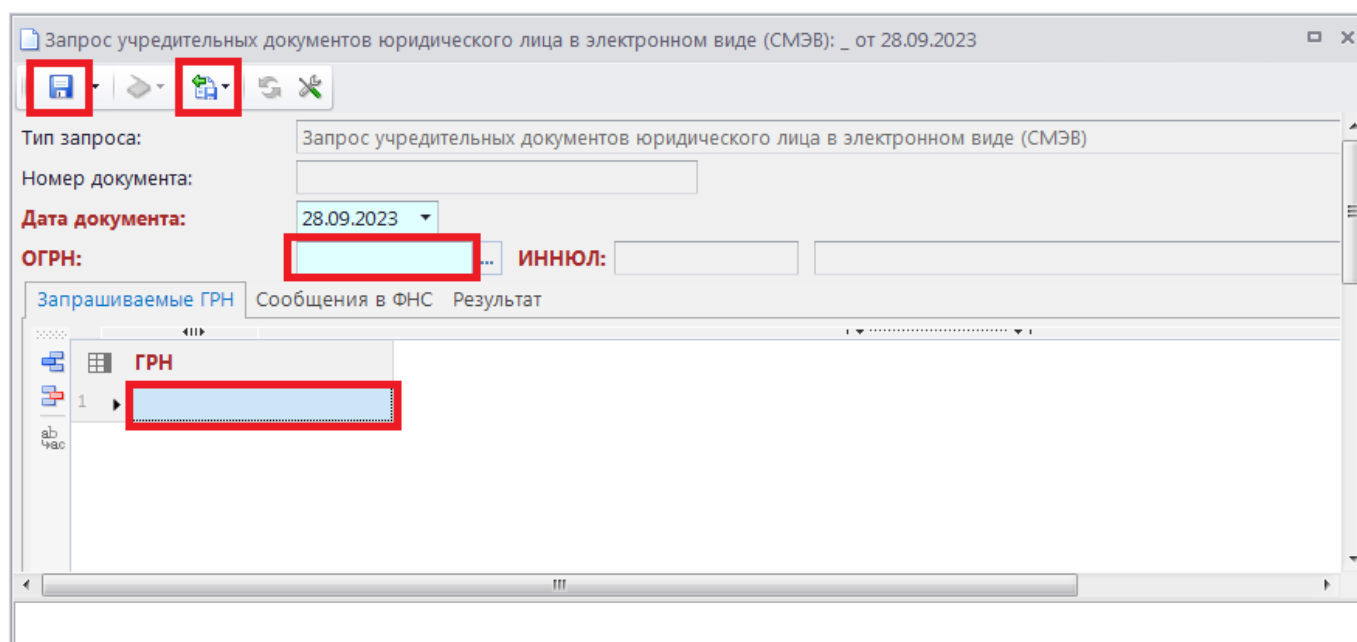 Запрос учредительных документов юридического лица в электронном виде (СМЭВ): _ от 28.09.2023
Тип запроса: Запрос учредительных документов юридического лица в электронном виде (СМЭВ)
Номер документа:
Дата документа: 28.09.2023
ОГРН: ... ИННЮЛ:
Запрашиваемые ГРН Сообщения в ФНС Результат
ГРН
1
ab
ac